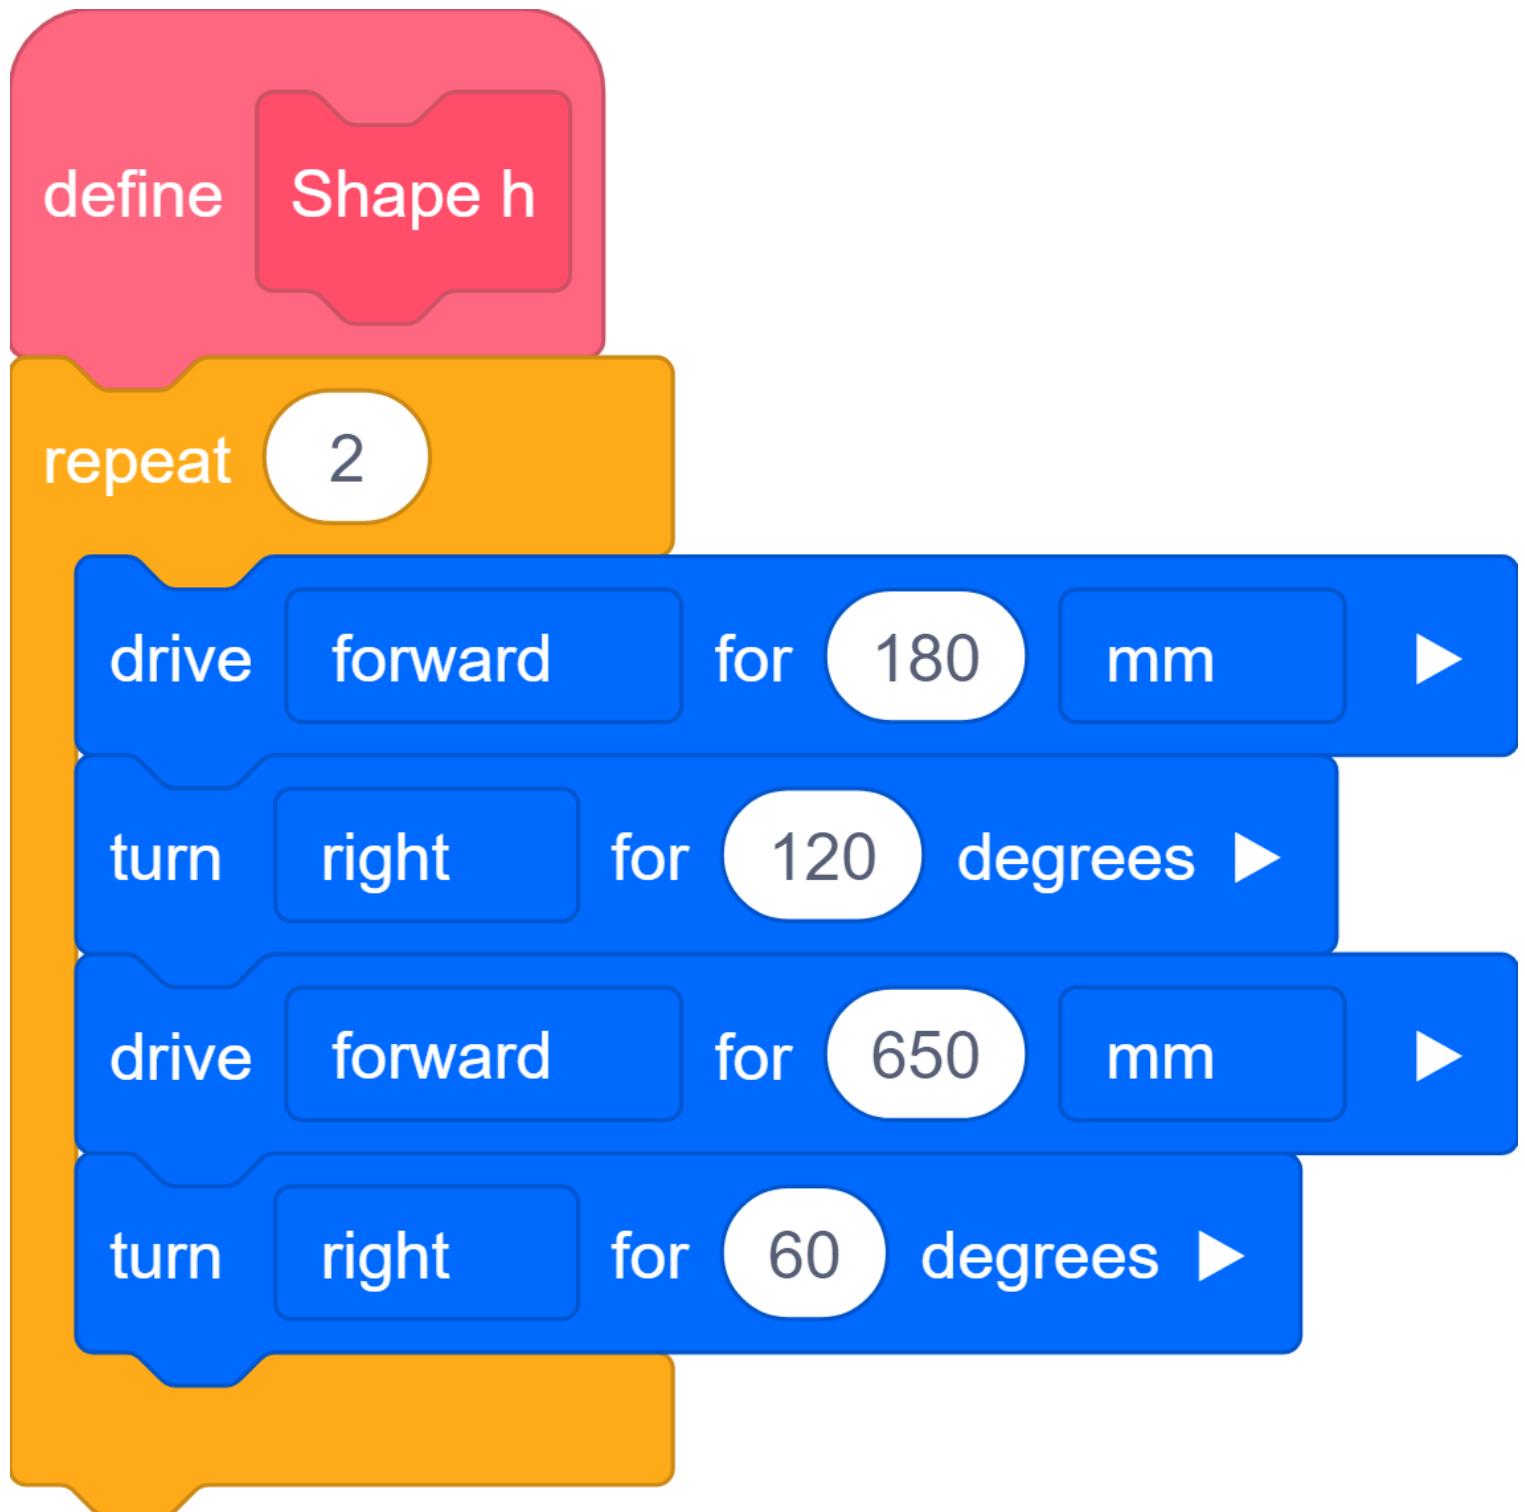 define Shape h
repeat 2
drive forward for 180 mm
turn right for 120 degrees
drive forward for 650 mm
turn right for 60 degrees